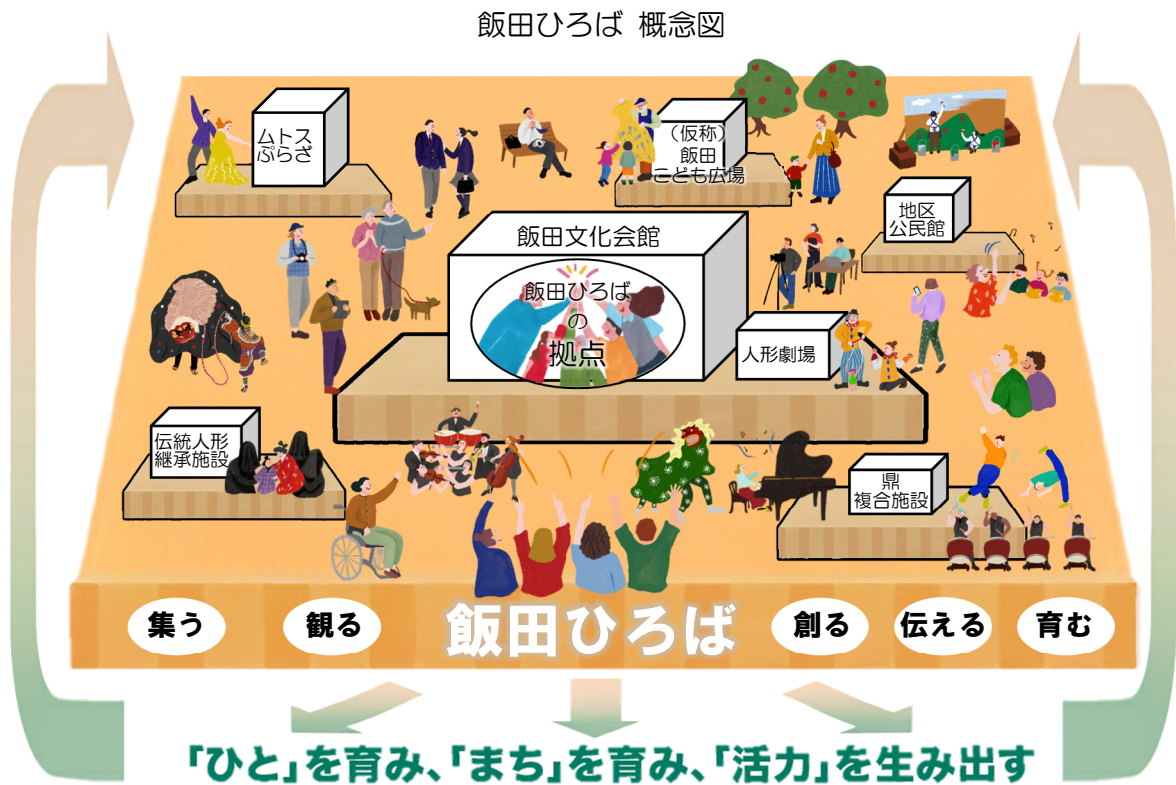 飯田ひろば 概念図
ムトス
ぷらざ
（仮称）
飯田
こども広場
地区
公民館
飯田文化会館
飯田ひろば
の
拠点
人形劇場
伝統人形
継承施設
鼎
複合施設
集う
観る
飯田ひろば
創る
伝える
育む
「ひと」を育み、「まち」を育み、「活力」を生み出す